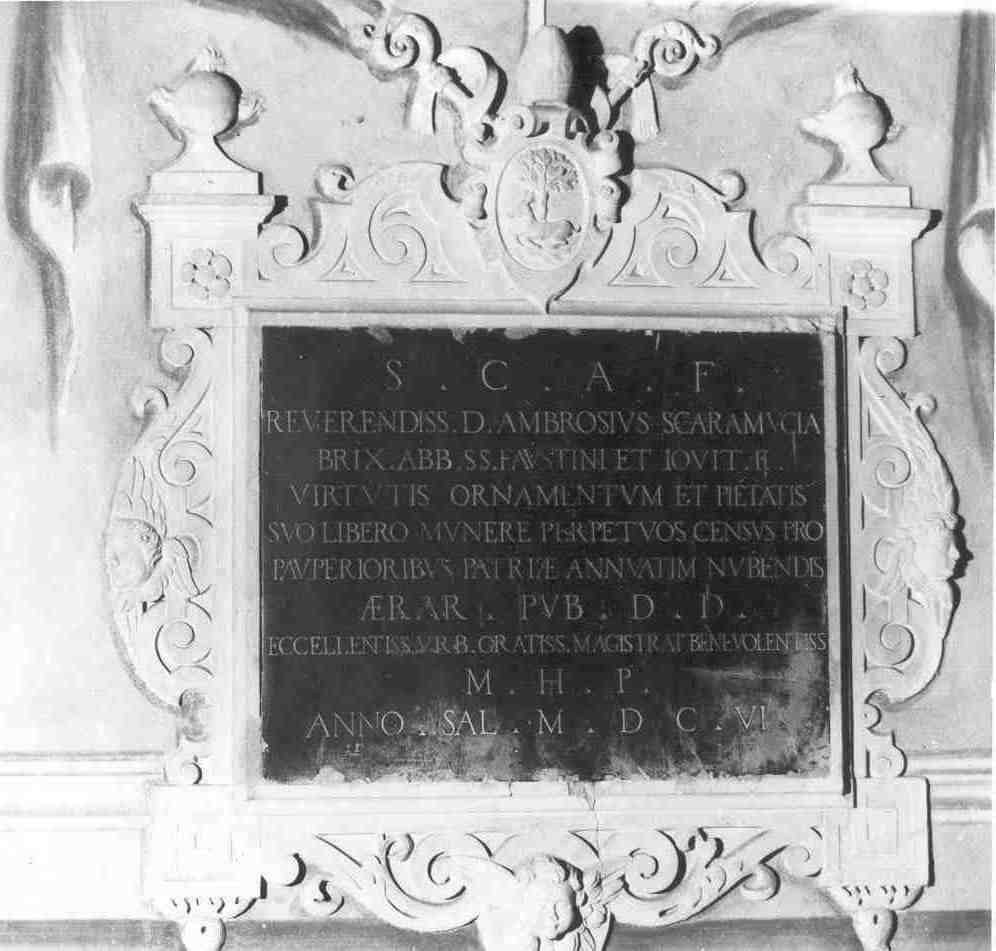 S . C . A . F .
REVERENDISS. D. AMBROSIVS SCARAMVCIA
BRIX. ABB. SS. FAVSTINI ET IOVIT.
VIRTVTIS ORNAMENTVM ET PIETATIS
SVO LIBERO MVNERE PERPETVOS CENSVS PRO
PAVPERIORIBVS PATRIÆ ANNVATIM NVBENDIS
ÆRAR . PVB . D . D .
ECCELLENTISS. VRB. GRATISS. MAGISTRAT BENEVOLENTISS
M . H . P .
ANNO . SAL . M . D C . VI